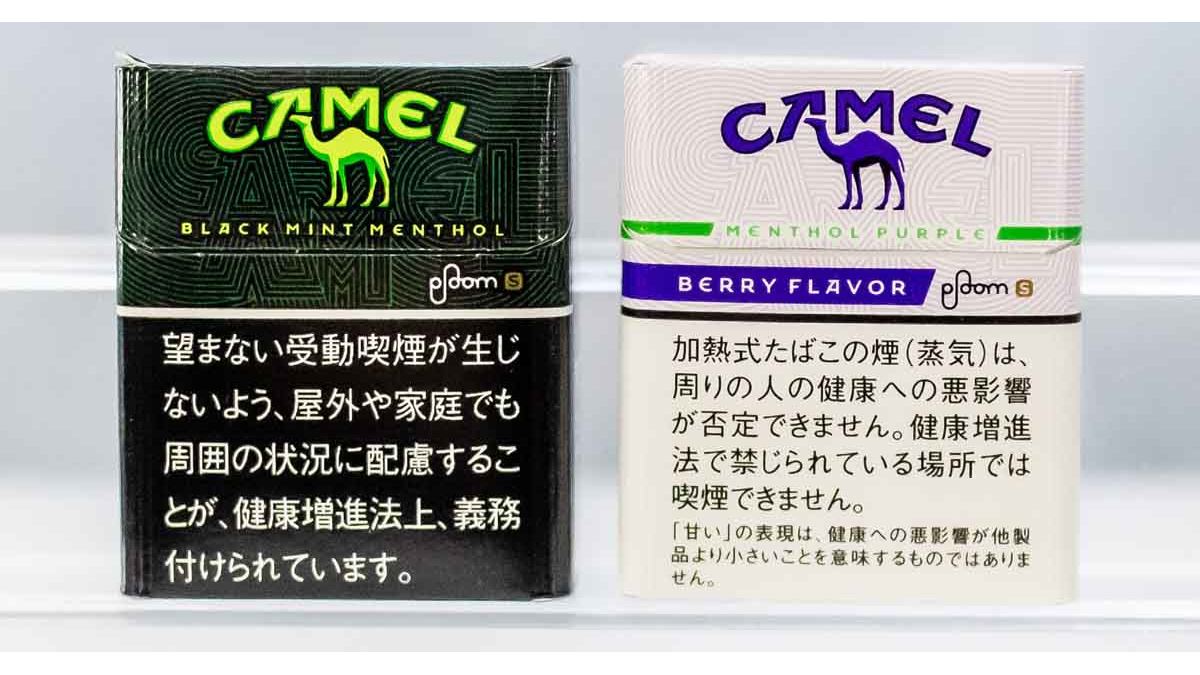 CAMEL
BLACK MINT MENTHOL
ploom S
望まない受動喫煙が生じ
ないよう、屋外や家庭でも
周囲の状況に配慮するこ
とが、健康増進法上、義務
付けられています。
CAMEL
MENTHOL PURPLE
BERRY FLAVOR
ploom S
加熱式たばこの煙(蒸気)は、
周りの人の健康への悪影響
が否定できません。健康増進
法で禁じられている場所では
喫煙できません。
「甘い」の表現は、健康への悪影響が他製
品より小さいことを意味するものではありま
せん。